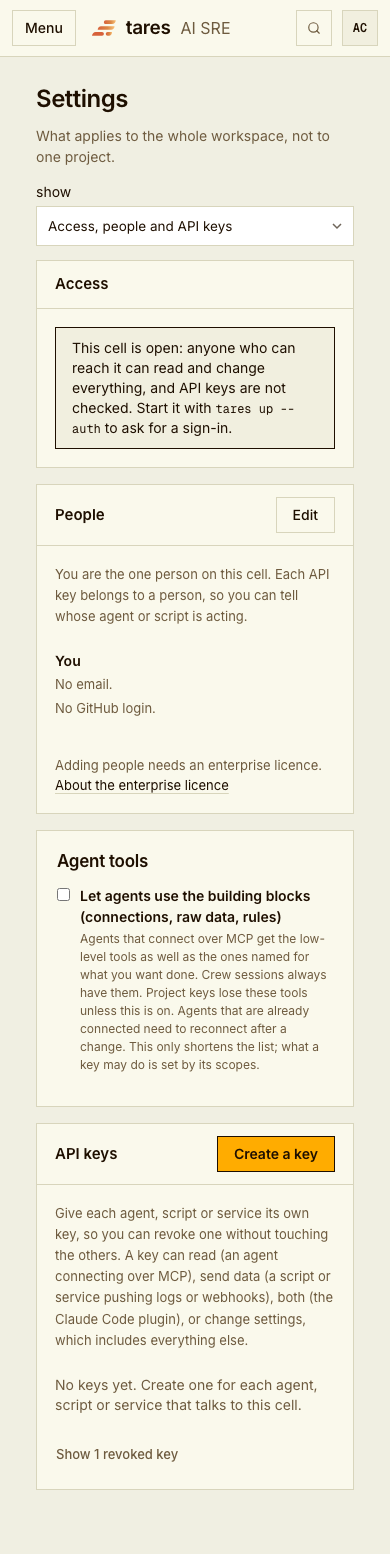 Menu
tares AI SRE
AC
Settings
What applies to the whole workspace, not to
one project.
show
Access, people and API keys
Access
This cell is open: anyone who can
reach it can read and change
everything, and API keys are not
checked. Start it with tares up --
auth to ask for a sign-in.
People
Edit
You are the one person on this cell. Each API
key belongs to a person, so you can tell
whose agent or script is acting.
You
No email.
No GitHub login.
Adding people needs an enterprise licence.
About the enterprise licence
Agent tools
Let agents use the building blocks
(connections, raw data, rules)
Agents that connect over MCP get the low-
level tools as well as the ones named for
what you want done. Crew sessions always
have them. Project keys lose these tools
unless this is on. Agents that are already
connected need to reconnect after a
change. This only shortens the list; what a
key may do is set by its scopes.
API keys
Create a key
Give each agent, script or service its own
key, so you can revoke one without touching
the others. A key can read (an agent
connecting over MCP), send data (a script or
service pushing logs or webhooks), both (the
Claude Code plugin), or change settings,
which includes everything else.
No keys yet. Create one for each agent,
script or service that talks to this cell.
Show 1 revoked key